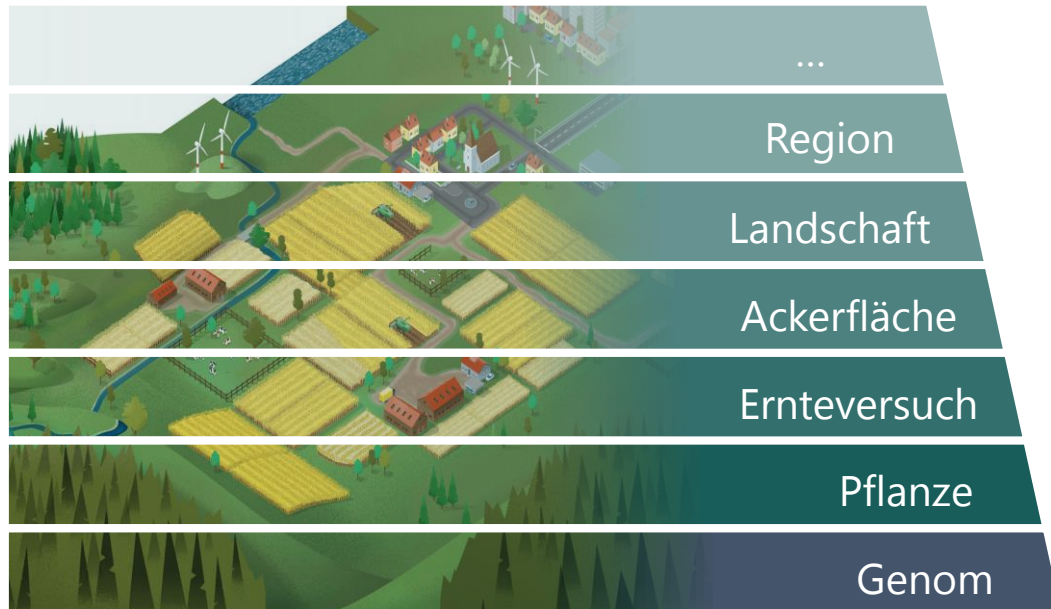 ...
Region
Landschaft
Ackerfläche
Ernteversuch
Pflanze
Genom